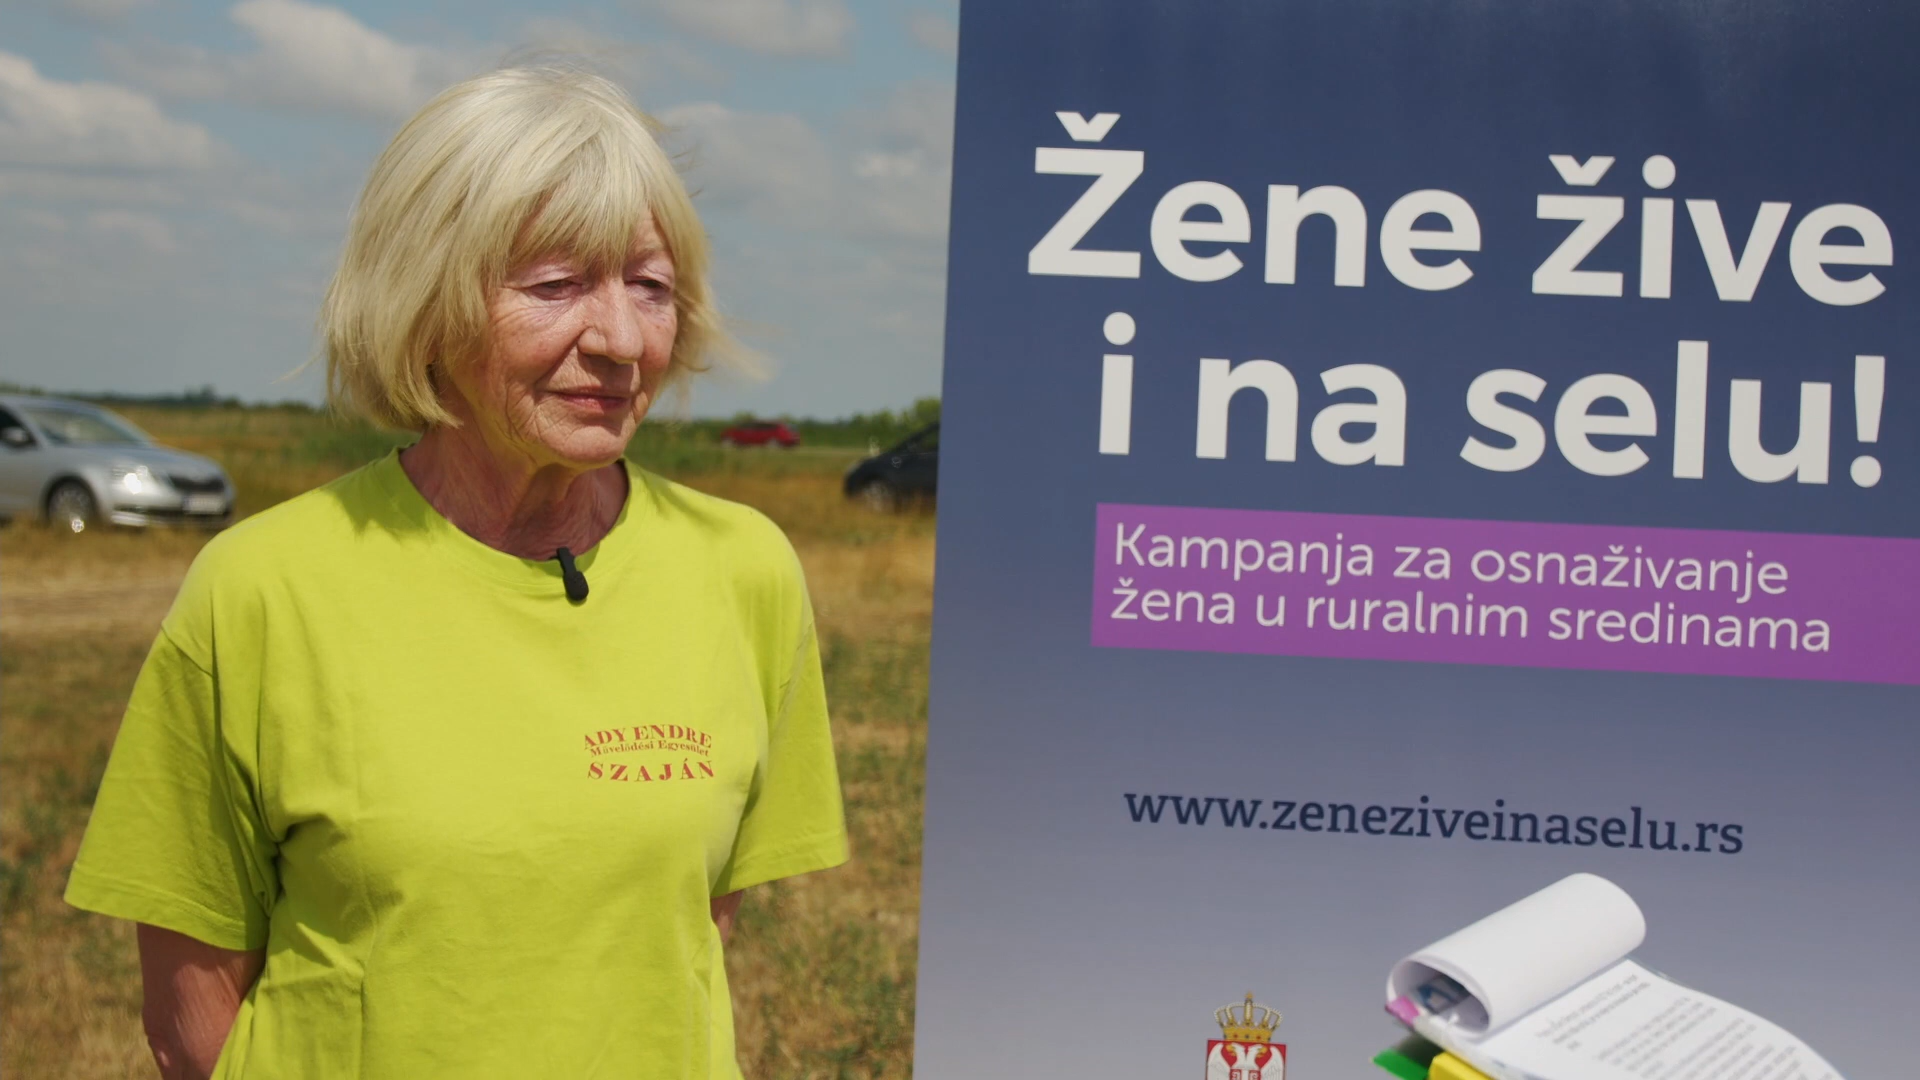 Žene žive
i na selu!
Kampanja za osnaživanje
žena u ruralnim sredinama
www.zeneziveinaselu.rs
ADY ENDRE
Művelődési Egyesület
SZAJÁN